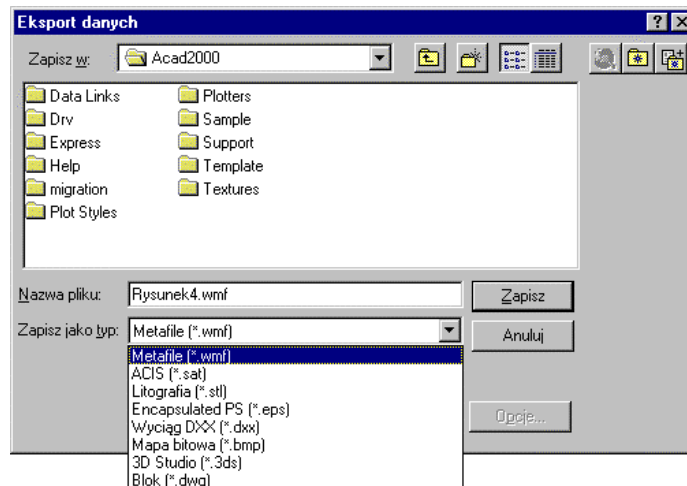 Eksport danych
Zapisz w: Acad2000
Data Links
Drv
Express
Help
migration
Plot Styles
Plotters
Sample
Support
Template
Textures
Nazwa pliku: Rysunek4.wmf Zapisz
Zapisz jako typ: Metafile (*.wmf) Anuluj
Metafile (*.wmf)
ACIS (*.sat)
Litografia (*.stl)
Encapsulated PS (*.eps)
Wyciąg DXX (*.dxx)
Opcje...
Mapa bitowa (*.bmp)
3D Studio (*.3ds)
Blok (*.dwg)